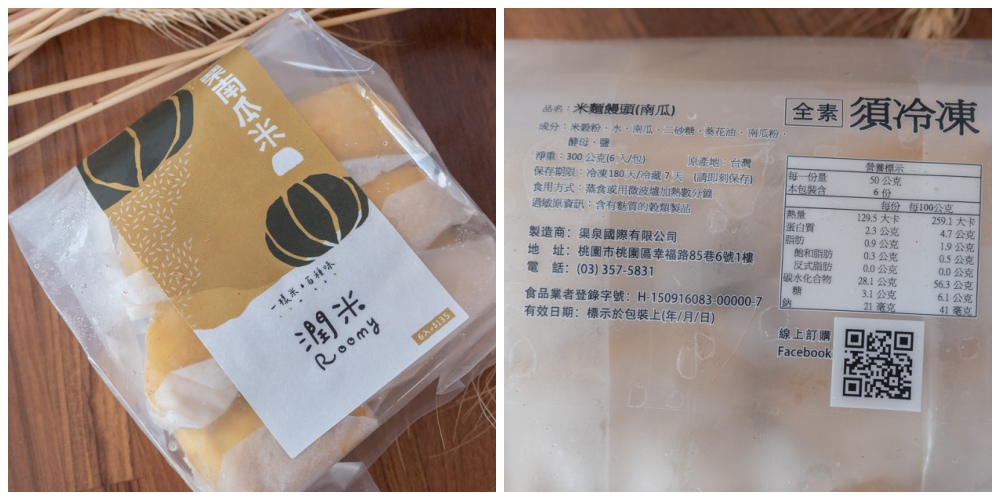 南瓜米
一樣米。百種味
潤米
Roomy
6入$135
全素 須冷凍
品名：米麵饅頭(南瓜)
成分：米穀粉．水．南瓜．二砂糖．葵花油．南瓜粉．
酵母．鹽
淨重：300 公克(6 入/包) 原產地：台灣
保存期限：冷凍180天/冷藏 7 天 (請即刻保存)
食用方式：蒸食或用微波爐加熱數分鐘
過敏原資訊：含有麩質的穀類製品
製造商：渠泉國際有限公司
地 址：桃園市桃園區幸福路85巷6號1樓
電 話：(03) 357-5831
食品業者登錄字號：H-150916083-00000-7
有效日期：標示於包裝上(年/月/日)
營養標示
每一份量 50 公克
本包裝含 6 份
每份 每100公克
熱量 129.5 大卡 259.1 大卡
蛋白質 2.3 公克 4.7 公克
脂肪 0.9 公克 1.9 公克
飽和脂肪 0.3 公克 0.5 公克
反式脂肪 0.0 公克 0.0 公克
碳水化合物 28.1 公克 56.3 公克
糖 3.1 公克 6.1 公克
鈉 21 毫克 41 毫克
線上訂購
Facebook